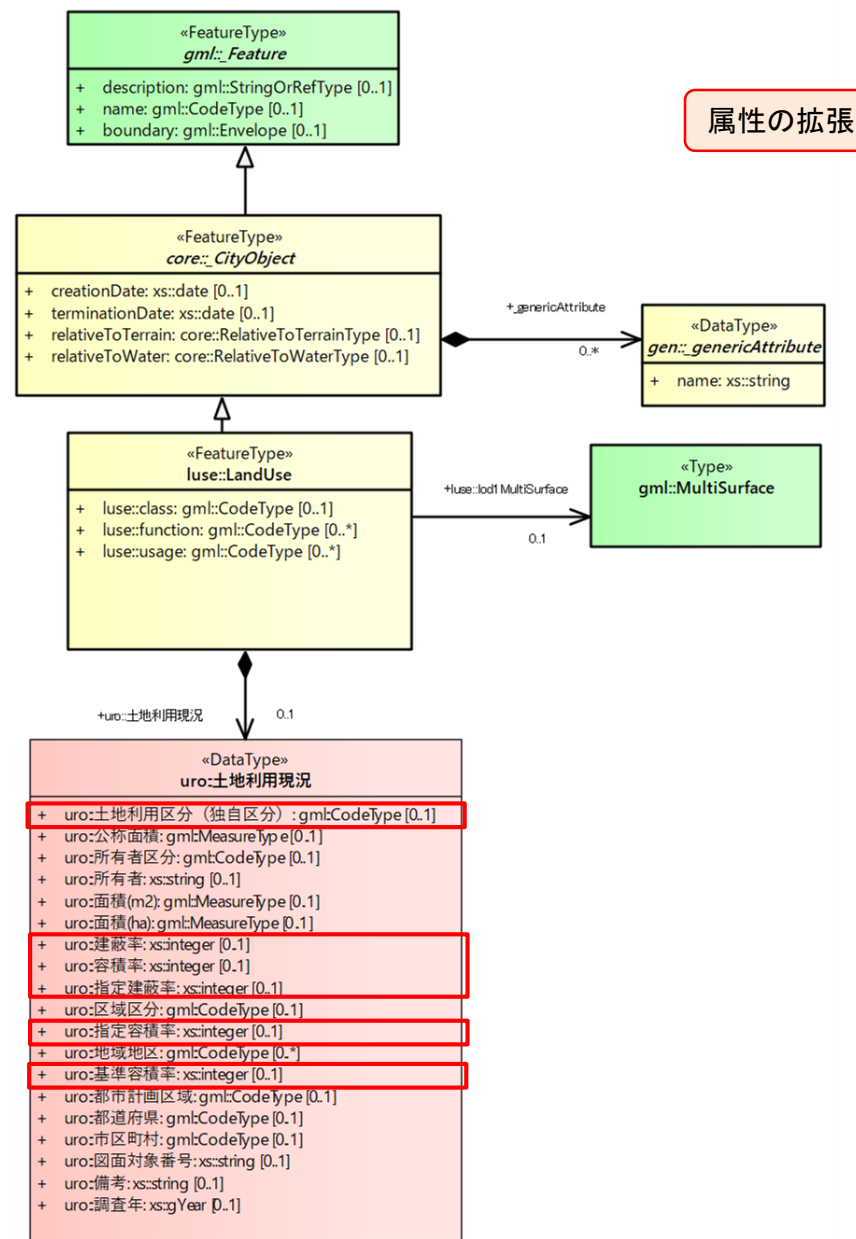 «FeatureType»
gml::_Feature
+ description: gml::StringOrRefType [0..1]
+ name: gml::CodeType [0..1]
+ boundary: gml::Envelope [0..1]
属性の拡張
«FeatureType»
core::_CityObject
+ creationDate: xs::date [0..1]
+ terminationDate: xs::date [0..1]
+ relativeToTerrain: core::RelativeToTerrainType [0..1]
+ relativeToWater: core::RelativeToWaterType [0..1]
+_genericAttribute
0..*
«DataType»
gen::_genericAttribute
+ name: xs::string
«FeatureType»
luse::LandUse
+ luse::class: gml::CodeType [0..1]
+ luse::function: gml::CodeType [0..*]
+ luse::usage: gml::CodeType [0..*]
+luse::lod1MultiSurface
0..1
«Type»
gml::MultiSurface
+uro::土地利用現況
0..1
«DataType»
uro::土地利用現況
+ uro::土地利用区分（独自区分）: gml::CodeType [0..1]
+ uro::公称面積: gml::MeasureType [0..1]
+ uro::所有者区分: gml::CodeType [0..1]
+ uro::所有者: xs::string [0..1]
+ uro::面積(m2): gml::MeasureType [0..1]
+ uro::面積(ha): gml::MeasureType [0..1]
+ uro::建蔽率: xs::integer [0..1]
+ uro::容積率: xs::integer [0..1]
+ uro::指定建蔽率: xs::integer [0..1]
+ uro::区域区分: gml::CodeType [0..1]
+ uro::指定容積率: xs::integer [0..1]
+ uro::地域地区: gml::CodeType [0..*]
+ uro::基準容積率: xs::integer [0..1]
+ uro::都市計画区域: gml::CodeType [0..1]
+ uro::都道府県: gml::CodeType [0..1]
+ uro::市区町村: gml::CodeType [0..1]
+ uro::図面対象番号: xs::string [0..1]
+ uro::備考: xs::string [0..1]
+ uro::調査年: xs::gYear [0..1]